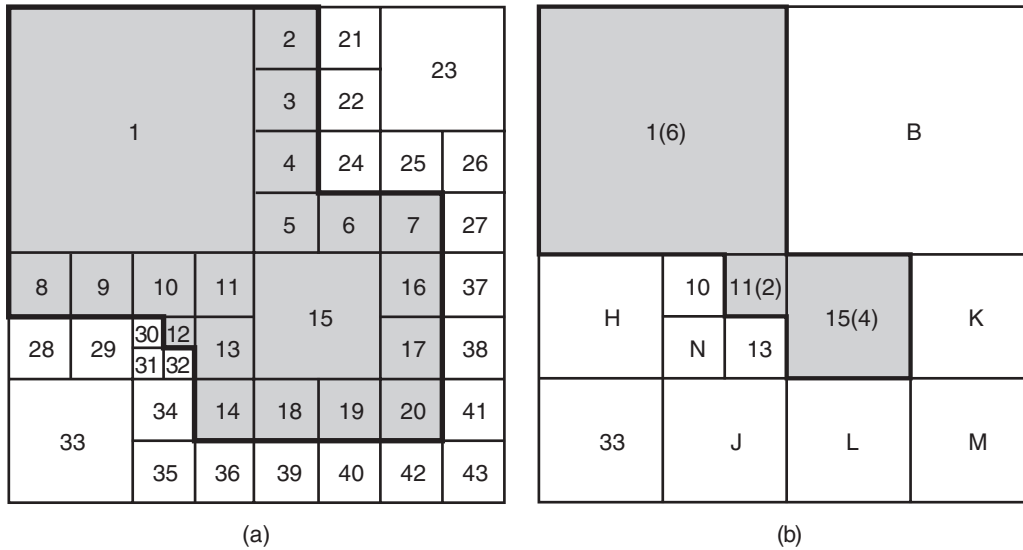 2 21 23
1 3 22
4 24 25 26
5 6 7 27
8 9 10 11 15 16 37
28 29 30 12 13 17 38
31 32
33 34 14 18 19 20 41
35 36 39 40 42 43
(a)
1(6) B
H 10 11(2) 15(4) K
N 13
33 J L M
(b)